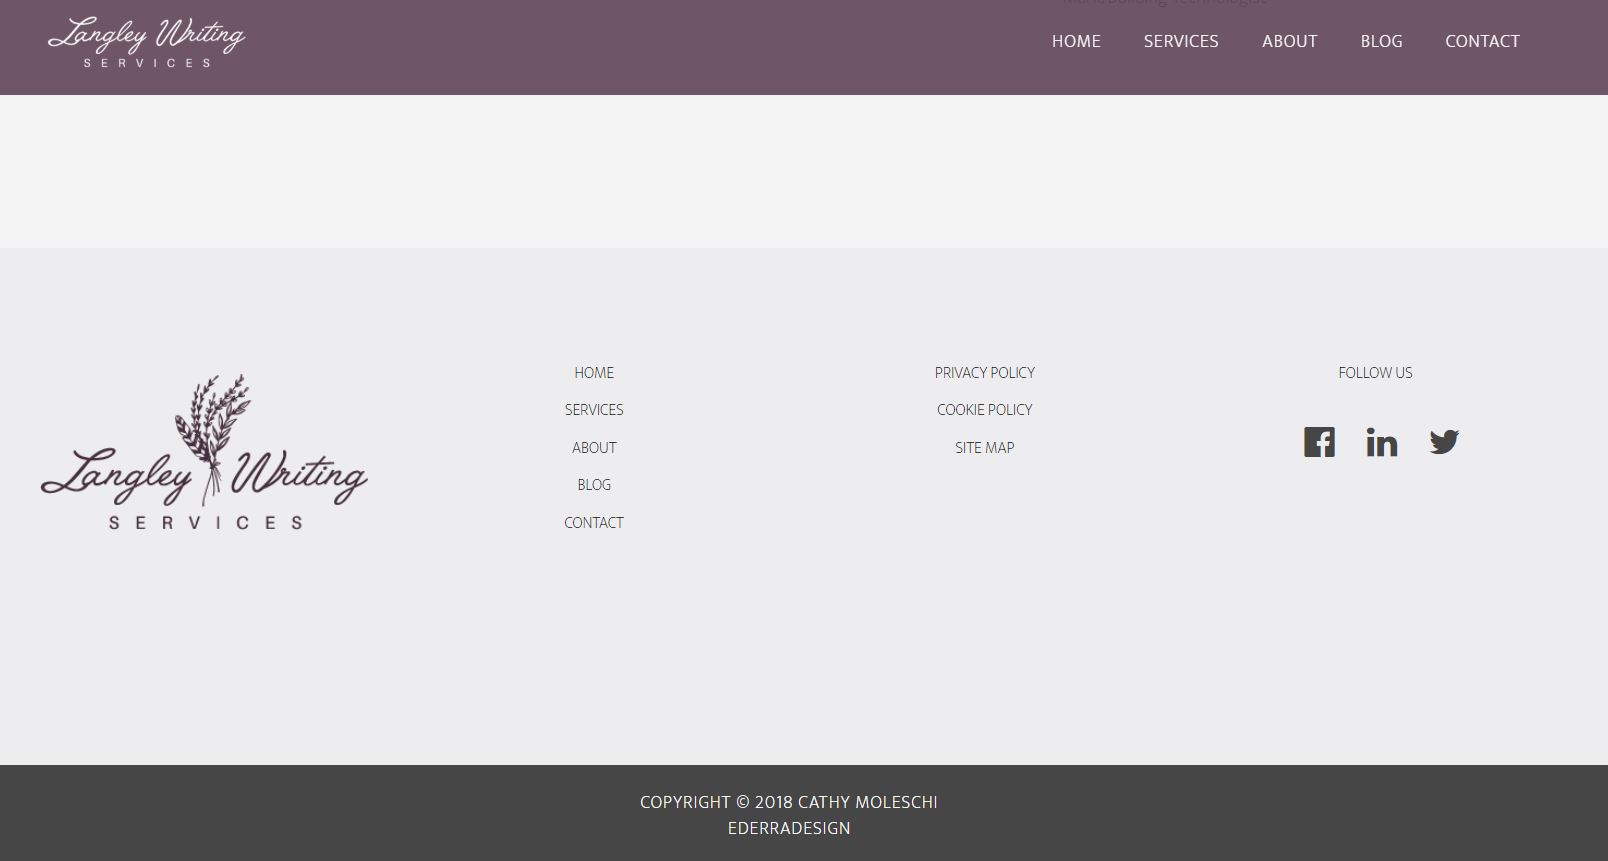 Langley Writing
SERVICES
HOME
SERVICES
ABOUT
BLOG
CONTACT
Langley Writing
SERVICES
HOME
SERVICES
ABOUT
BLOG
CONTACT
PRIVACY POLICY
COOKIE POLICY
SITE MAP
FOLLOW US
COPYRIGHT © 2018 CATHY MOLESCHI
EDERRADESIGN